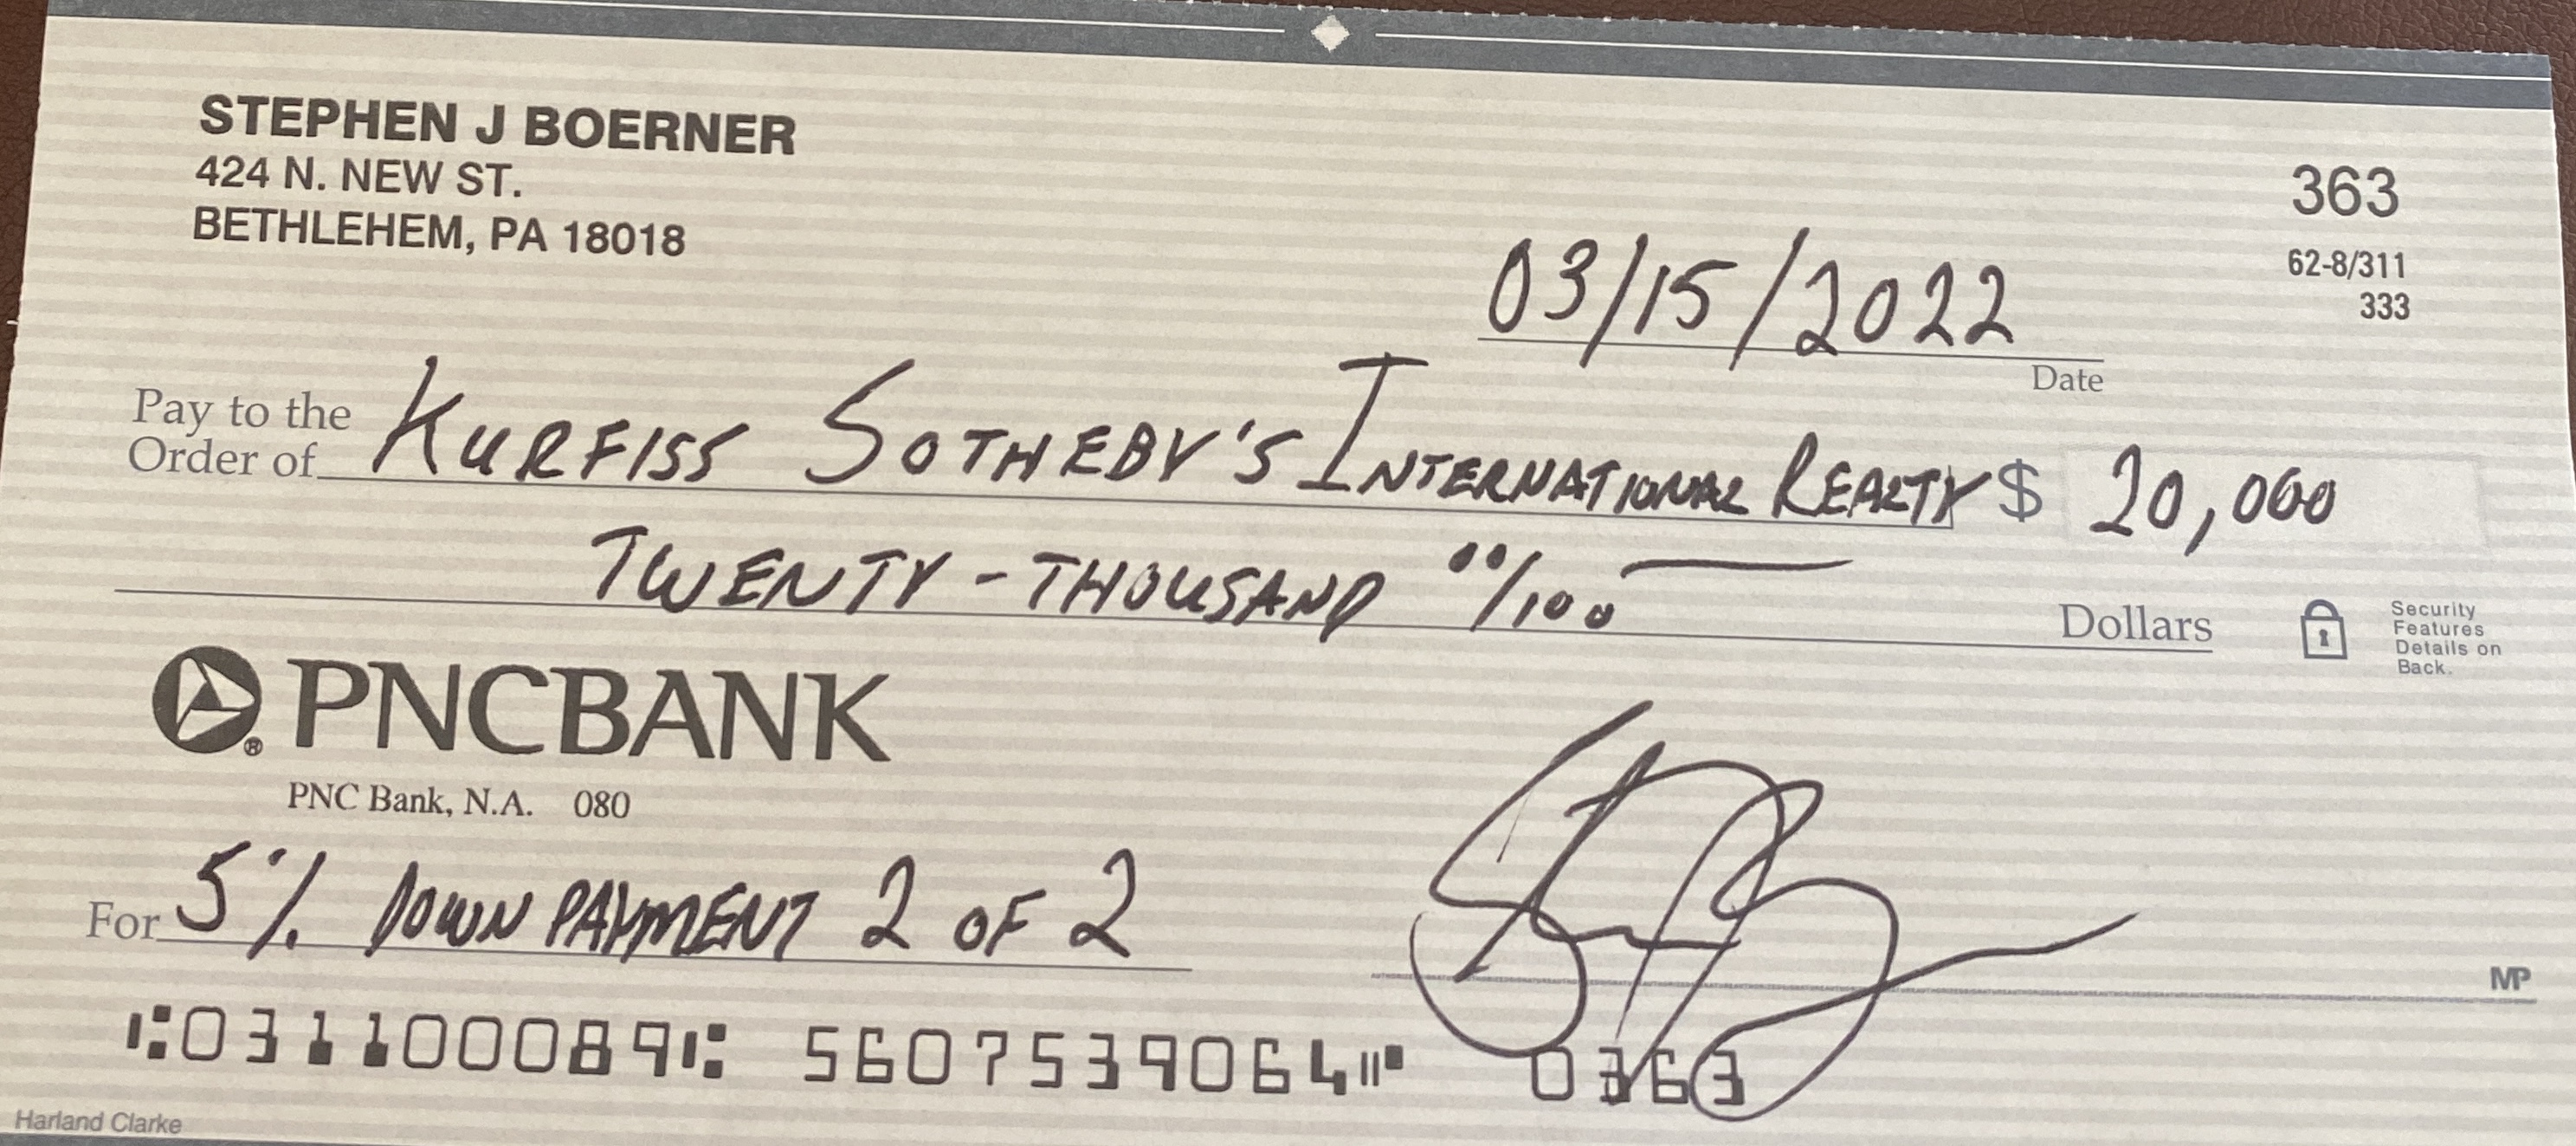 STEPHEN J BOERNER
424 N. NEW ST.
BETHLEHEM, PA 18018
363
62-8/311
333
03/15/2022
Date
Pay to the
Order of KURFISS SOTHEBY'S INTERNATIONAL REALTY $ 20,000
TWENTY-THOUSAND 00/100 Dollars
Security
Features
Details on
Back.
PNCBANK
PNC Bank, N.A. 080
For 5% DOWN PAYMENT 2 OF 2
MP
⑆031100089⑆ 5607539064⑈ 0363
Harland Clarke